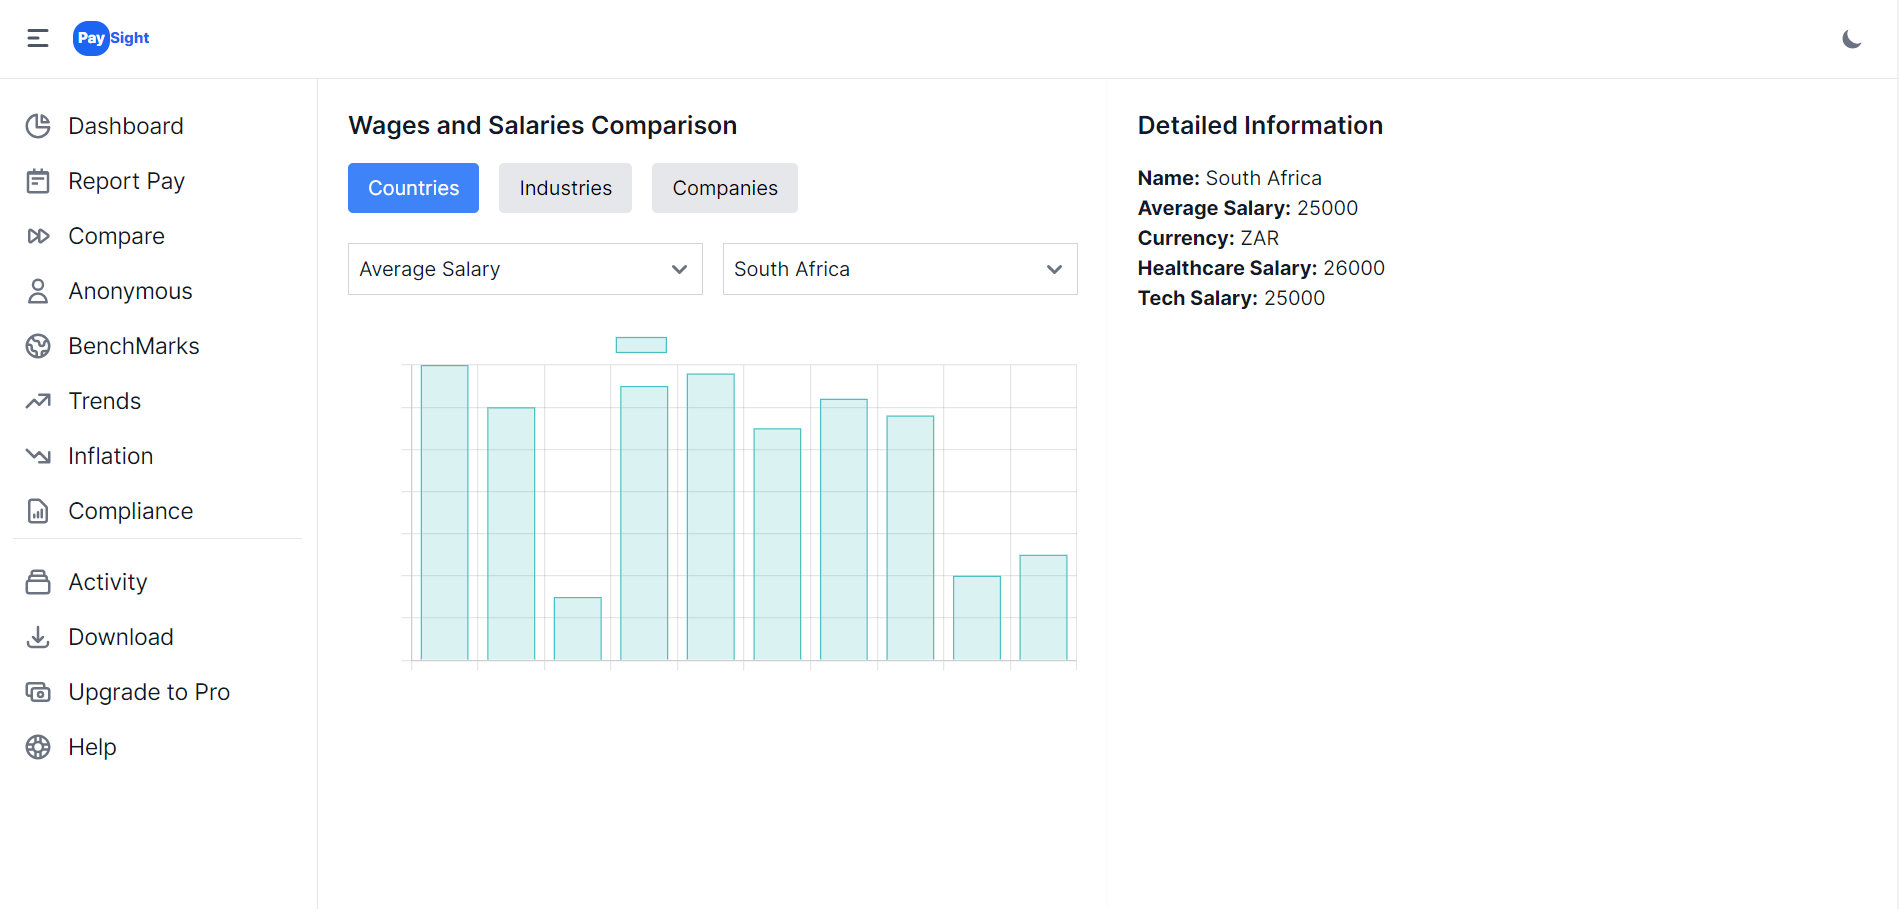 PaySight
Dashboard
Report Pay
Compare
Anonymous
BenchMarks
Trends
Inflation
Compliance
Activity
Download
Upgrade to Pro
Help
Wages and Salaries Comparison
Countries
Industries
Companies
Average Salary
South Africa
Detailed Information
Name: South Africa
Average Salary: 25000
Currency: ZAR
Healthcare Salary: 26000
Tech Salary: 25000